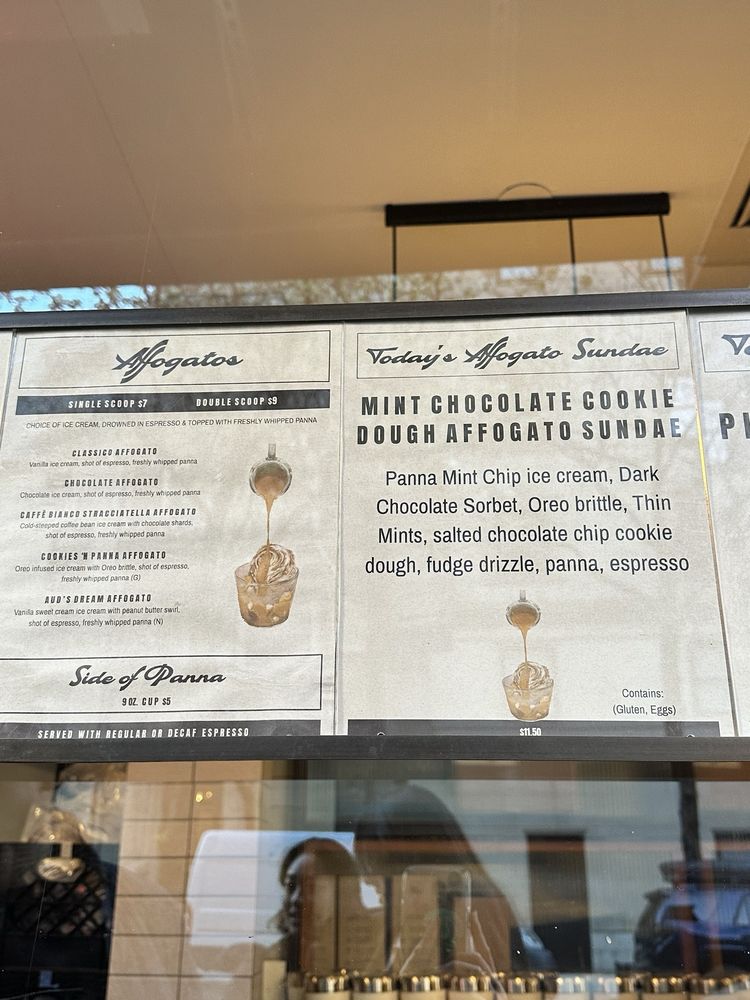 Affogatos
SINGLE SCOOP $7 DOUBLE SCOOP $9
CHOICE OF ICE CREAM, DROWNED IN ESPRESSO & TOPPED WITH FRESHLY WHIPPED PANNA
CLASSICO AFFOGATO
Vanilla ice cream, shot of espresso, freshly whipped panna
CHOCOLATE AFFOGATO
Chocolate ice cream, shot of espresso, freshly whipped panna
CAFFÈ BIANCO STRACCIATELLA AFFOGATO
Cold-steeped coffee bean ice cream with chocolate shards,
shot of espresso, freshly whipped panna
COOKIES 'N PANNA AFFOGATO
Oreo infused ice cream with Oreo brittle, shot of espresso,
freshly whipped panna (G)
AUD'S DREAM AFFOGATO
Vanilla sweet cream ice cream with peanut butter swirl,
shot of espresso, freshly whipped panna (N)
Side of Panna
9 OZ. CUP $5
SERVED WITH REGULAR OR DECAF ESPRESSO
Today's Affogato Sundae
MINT CHOCOLATE COOKIE
DOUGH AFFOGATO SUNDAE
Panna Mint Chip ice cream, Dark
Chocolate Sorbet, Oreo brittle, Thin
Mints, salted chocolate chip cookie
dough, fudge drizzle, panna, espresso
Contains:
(Gluten, Eggs)
$11.50